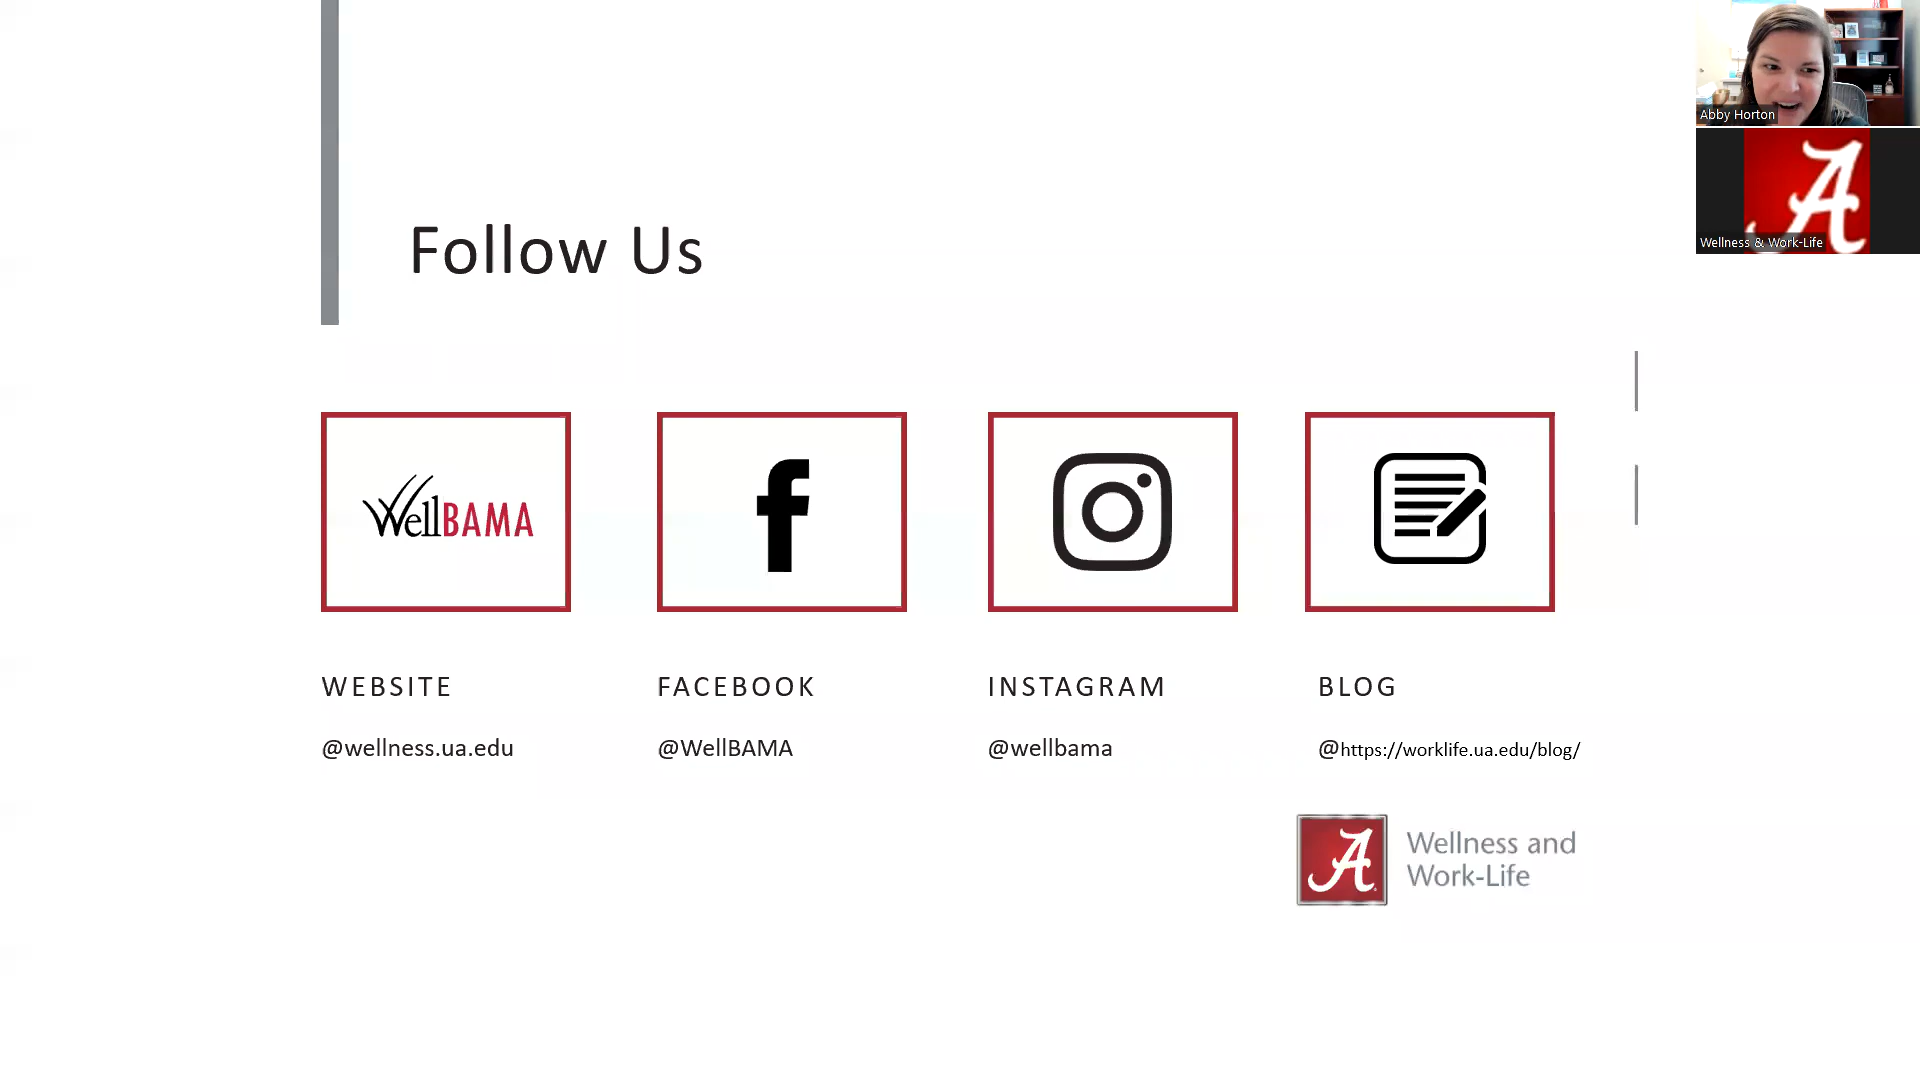 Abby Horton
Wellness & Work-Life
Follow Us
WellBAMA
WEBSITE
@wellness.ua.edu
FACEBOOK
@WellBAMA
INSTAGRAM
@wellbama
BLOG
@https://worklife.ua.edu/blog/
A
Wellness and
Work-Life